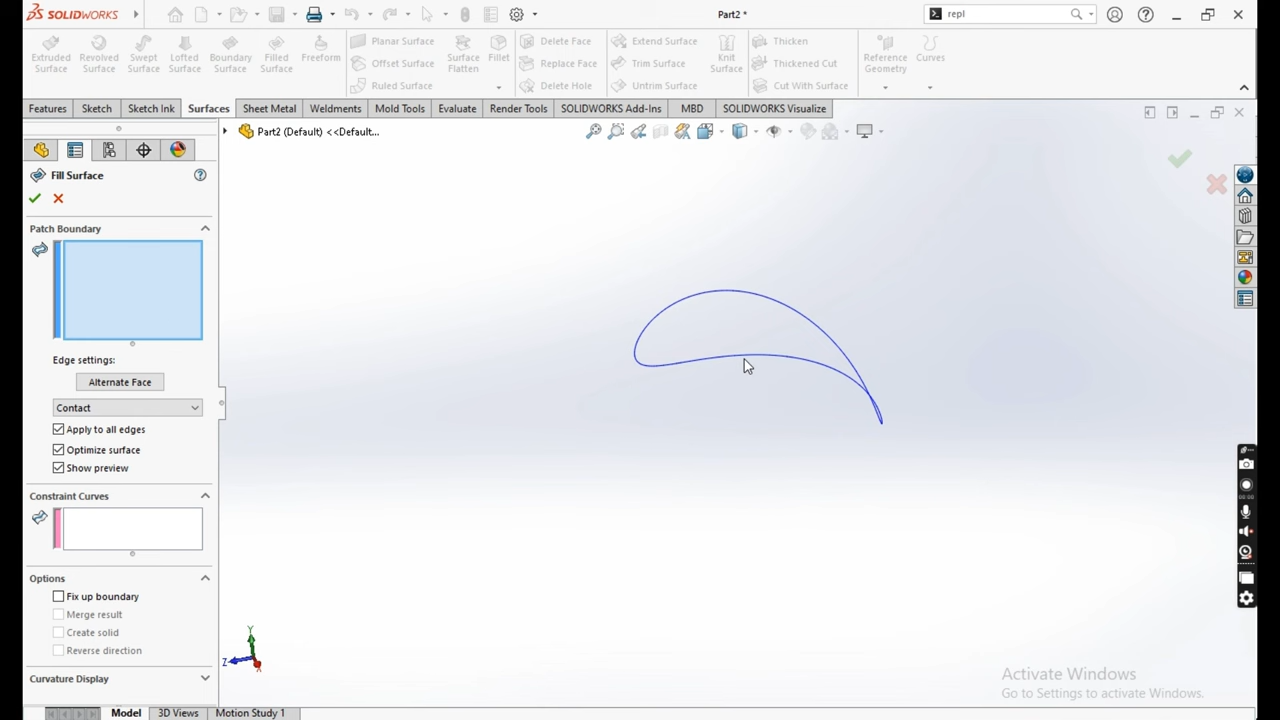 SOLIDWORKS
Part2 *
repl
Extruded Surface
Revolved Surface
Swept Surface
Lofted Surface
Boundary Surface
Filled Surface
Freeform
Planar Surface
Offset Surface
Ruled Surface
Surface Flatten
Fillet
Delete Face
Replace Face
Delete Hole
Extend Surface
Trim Surface
Untrim Surface
Knit Surface
Thicken
Thickened Cut
Cut With Surface
Reference Geometry
Curves
Features
Sketch
Sketch Ink
Surfaces
Sheet Metal
Weldments
Mold Tools
Evaluate
Render Tools
SOLIDWORKS Add-Ins
MBD
SOLIDWORKS Visualize
Part2 (Default) <<Default...
Fill Surface
Patch Boundary
Edge settings:
Alternate Face
Contact
Apply to all edges
Optimize surface
Show preview
Constraint Curves
Options
Fix up boundary
Merge result
Create solid
Reverse direction
Curvature Display
Y
Z
X
00:00
Activate Windows
Go to Settings to activate Windows.
Model
3D Views
Motion Study 1